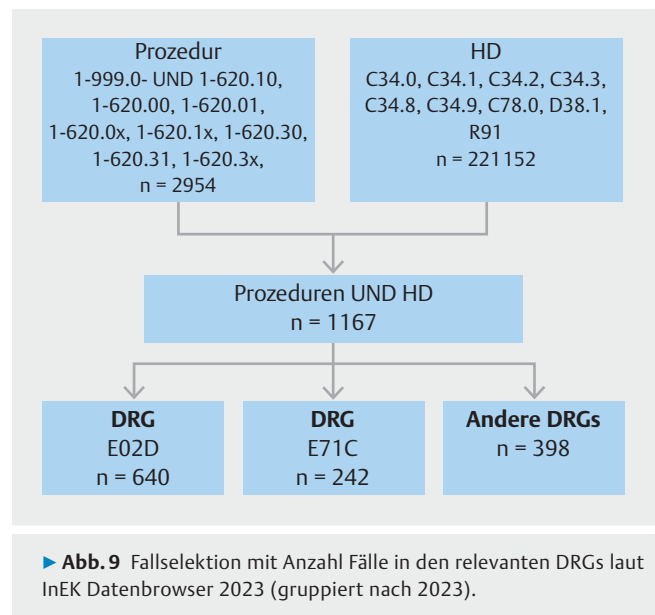 Prozedur
1-999.0- UND 1-620.10,
1-620.00, 1-620.01,
1-620.0x, 1-620.1x, 1-620.30,
1-620.31, 1-620.3x,
n = 2954
HD
C34.0, C34.1, C34.2, C34.3,
C34.8, C34.9, C78.0, D38.1,
R91
n = 221152
Prozeduren UND HD
n = 1167
DRG
E02D
n = 640
DRG
E71C
n = 242
Andere DRGs
n = 398
▶ Abb. 9 Fallselektion mit Anzahl Fälle in den relevanten DRGs laut
InEK Datenbrowser 2023 (gruppiert nach 2023).